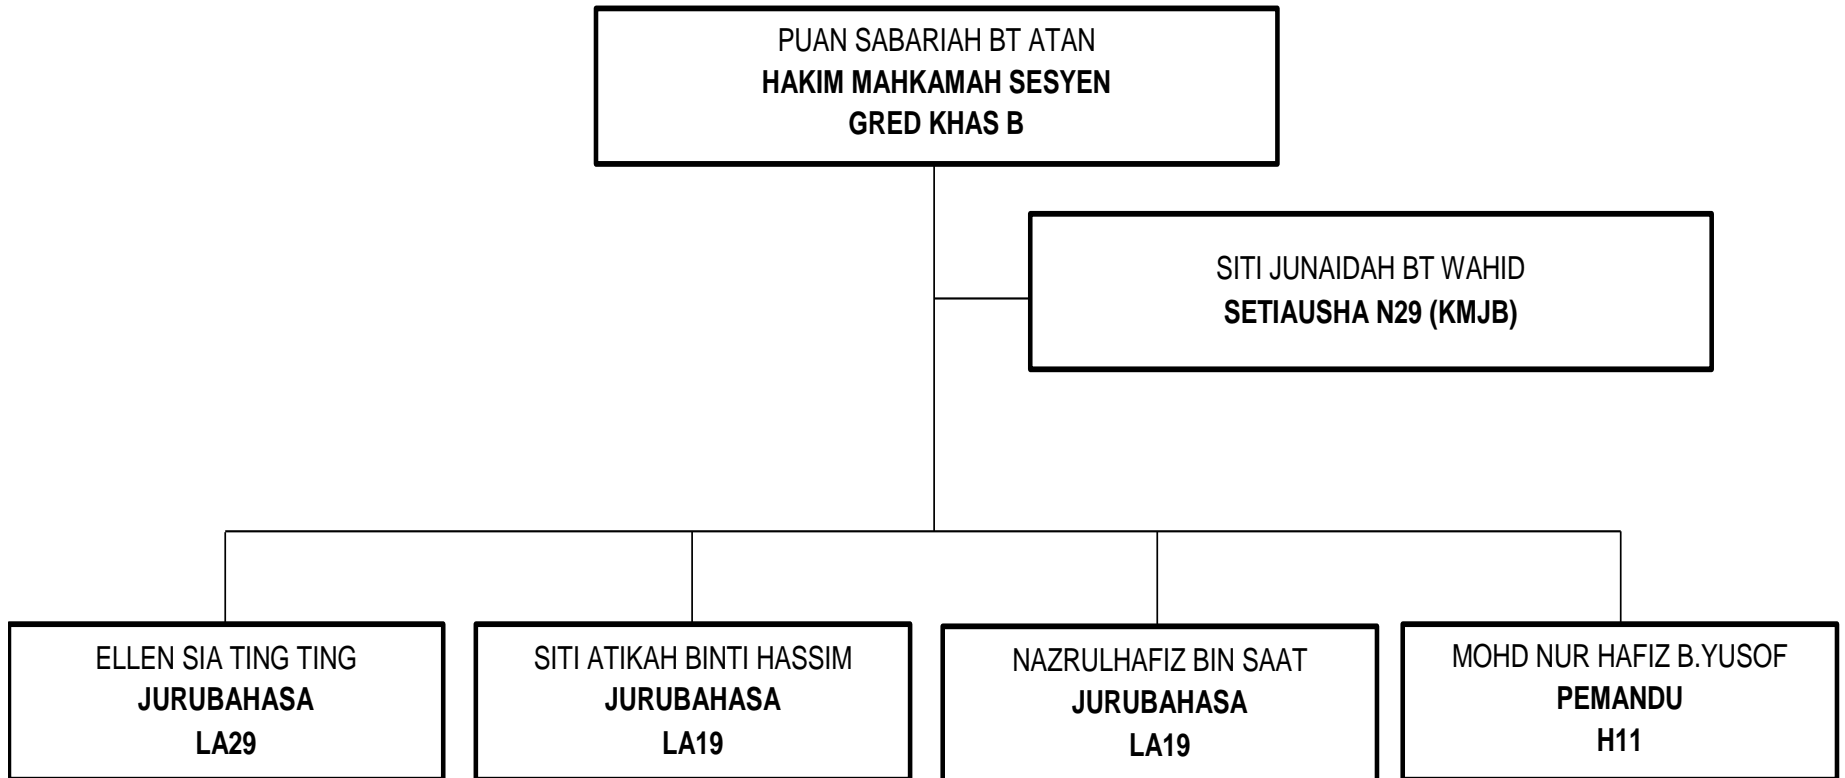 PUAN SABARIAH BT ATAN
HAKIM MAHKAMAH SESYEN
GRED KHAS B
SITI JUNAIDAH BT WAHID
SETIAUSHA N29 (KMJB)
ELLEN SIA TING TING
JURUBAHASA
LA29
SITI ATIKAH BINTI HASSIM
JURUBAHASA
LA19
NAZRULHAFIZ BIN SAAT
JURUBAHASA
LA19
MOHD NUR HAFIZ B.YUSOF
PEMANDU
H11